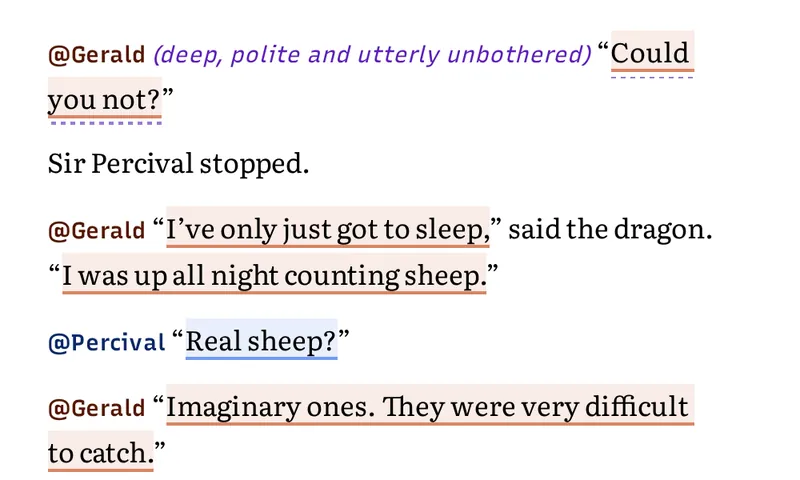 @Gerald (deep, polite and utterly unbothered) “Could
you not?”
Sir Percival stopped.
@Gerald “I’ve only just got to sleep,” said the dragon.
“I was up all night counting sheep.”
@Percival “Real sheep?”
@Gerald “Imaginary ones. They were very difficult
to catch.”